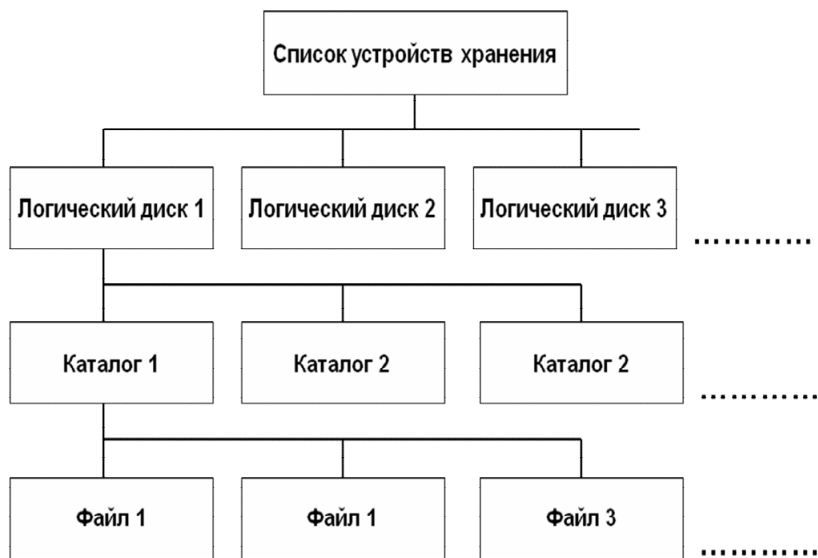 Список устройств хранения
Логический диск 1
Логический диск 2
Логический диск 3
.............
Каталог 1
Каталог 2
Каталог 2
.............
Файл 1
Файл 1
Файл 3
.............